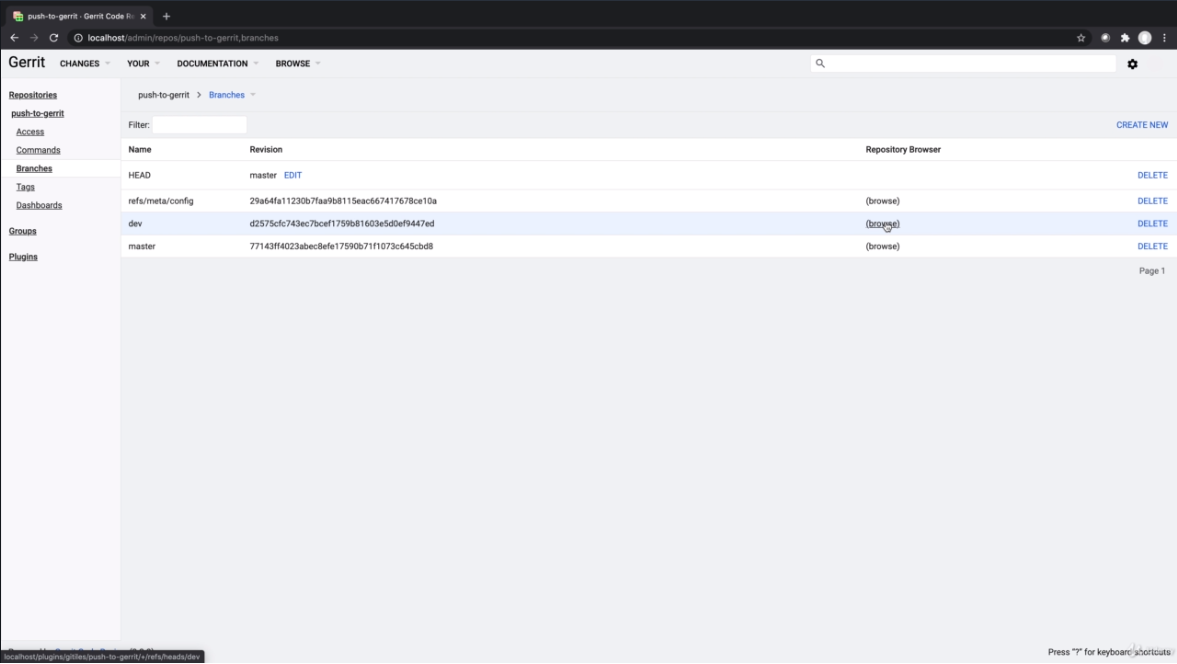 push-to-gerrit · Gerrit Code Re
localhost/admin/repos/push-to-gerrit,branches
Gerrit CHANGES YOUR DOCUMENTATION BROWSE
Repositories
push-to-gerrit
Access
Commands
Branches
Tags
Dashboards
Groups
Plugins
push-to-gerrit > Branches
Filter: CREATE NEW
Name Revision Repository Browser
HEAD master EDIT DELETE
refs/meta/config 29a64fa11230b7faa9b8115eac667417678ce10a (browse) DELETE
dev d2575cfc743ec7bcef1759b81603e5d0ef9447ed (browse) DELETE
master 77143ff4023abec8efe17590b71f1073c645cbd8 (browse) DELETE
Page 1
localhost/plugins/gitiles/push-to-gerrit/+/refs/heads/dev
Press "?" for keyboard shortcuts